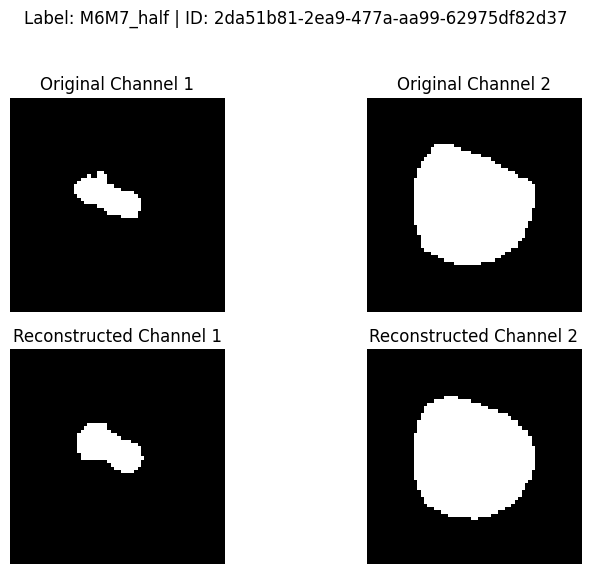 Label: M6M7_half | ID: 2da51b81-2ea9-477a-aa99-62975df82d37
Original Channel 1
Original Channel 2
Reconstructed Channel 1
Reconstructed Channel 2